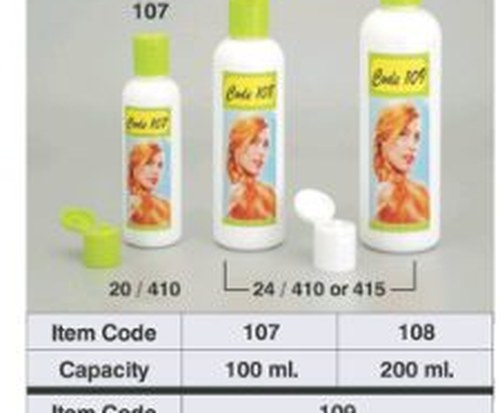 107
Code 107
Code 108
Code 109
20 / 410
24 / 410 or 415
Item Code 107 108
Capacity 100 ml. 200 ml.
Item Code 109